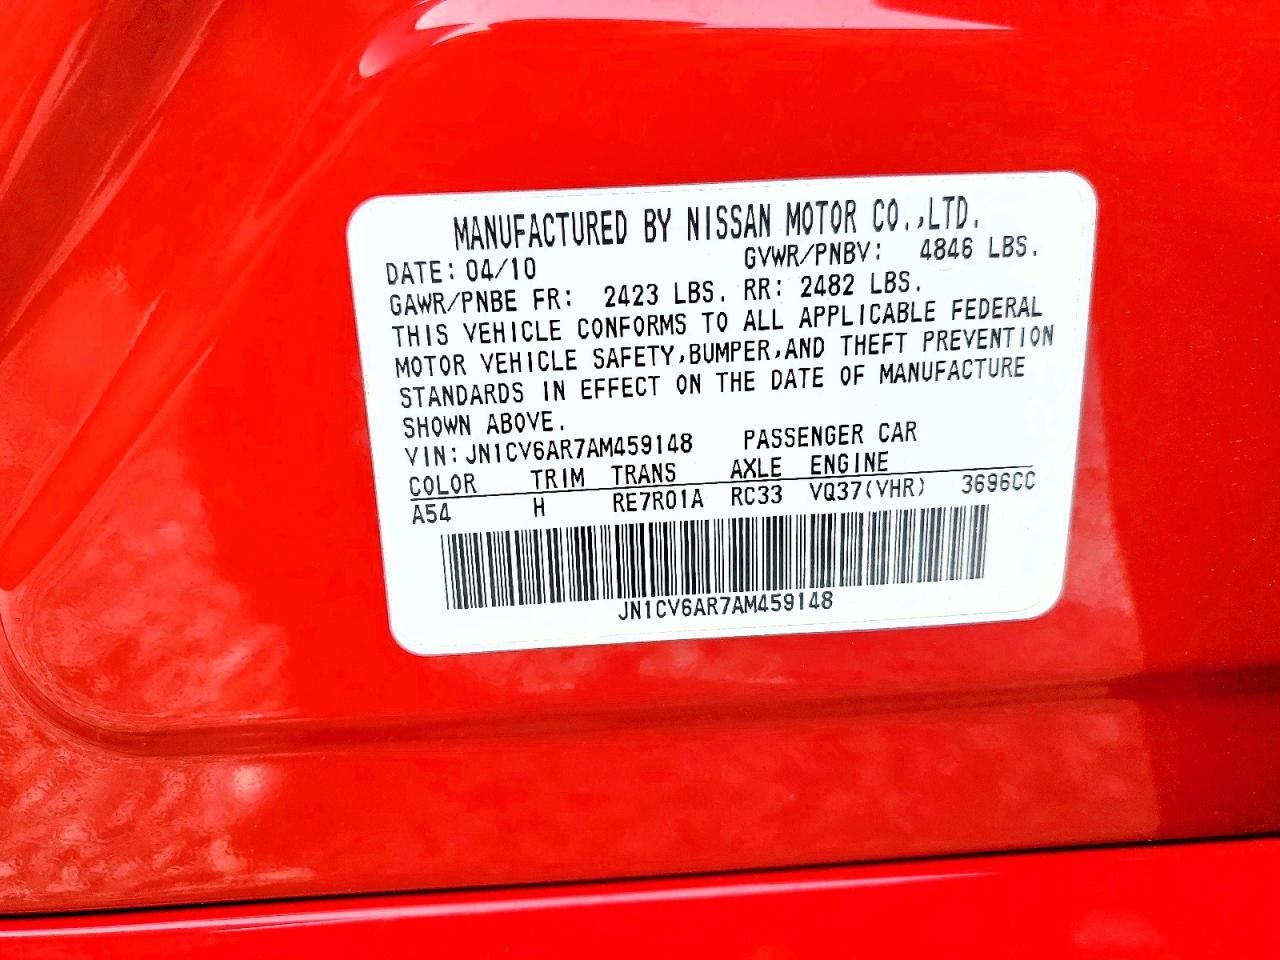 MANUFACTURED BY NISSAN MOTOR CO.,LTD.
DATE: 04/10 GVWR/PNBV: 4846 LBS.
GAWR/PNBE FR: 2423 LBS. RR: 2482 LBS.
THIS VEHICLE CONFORMS TO ALL APPLICABLE FEDERAL
MOTOR VEHICLE SAFETY,BUMPER,AND THEFT PREVENTION
STANDARDS IN EFFECT ON THE DATE OF MANUFACTURE
SHOWN ABOVE.
VIN: JN1CV6AR7AM459148 PASSENGER CAR
COLOR TRIM TRANS AXLE ENGINE
A54 H RE7R01A RC33 VQ37(VHR) 3696CC
JN1CV6AR7AM459148